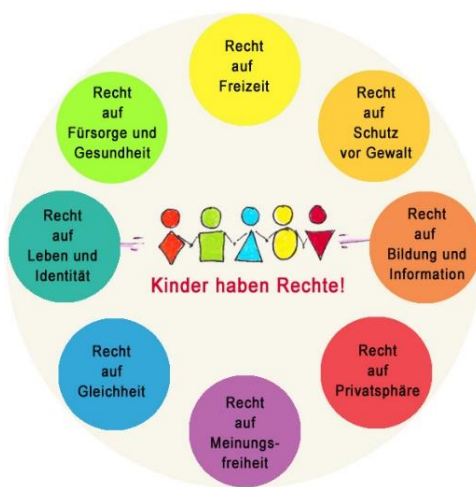 Recht
auf
Freizeit
Recht
auf
Fürsorge und
Gesundheit
Recht
auf
Schutz
vor Gewalt
Recht
auf
Leben und
Identität
Recht
auf
Bildung und
Information
Kinder haben Rechte!
Recht
auf
Gleichheit
Recht
auf
Privatsphäre
Recht
auf
Meinungs-
freiheit